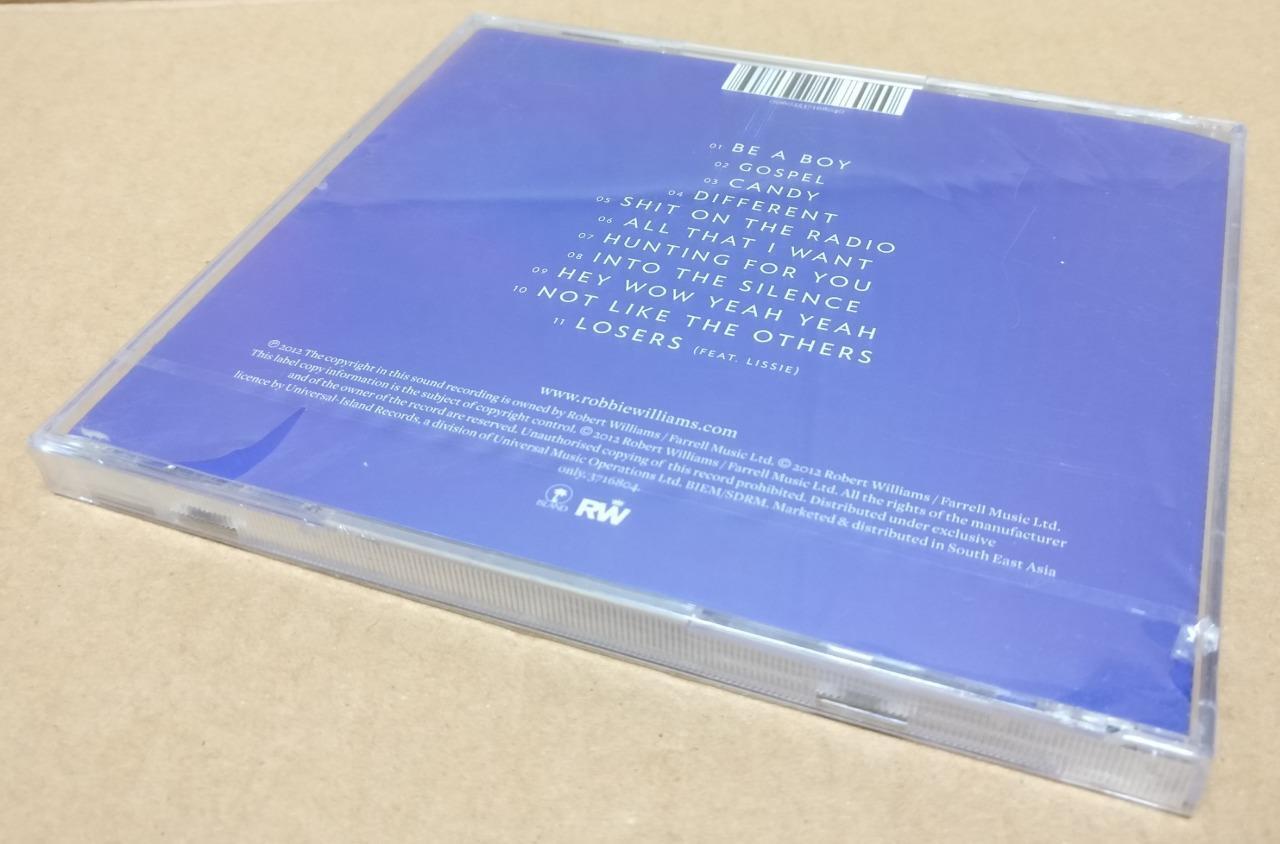 01 BE A BOY
02 GOSPEL
03 CANDY
04 DIFFERENT
05 SHIT ON THE RADIO
06 ALL THAT I WANT
07 HUNTING FOR YOU
08 INTO THE SILENCE
09 HEY WOW YEAH YEAH
10 NOT LIKE THE OTHERS
11 LOSERS (FEAT. LISSIE)
www.robbiewilliams.com
℗ 2012 The copyright in this sound recording is owned by Robert Williams / Farrell Music Ltd. © 2012 Robert Williams / Farrell Music Ltd.
This label copy information is the subject of copyright control. © 2012 Robert Williams / Farrell Music Ltd. All the rights of the manufacturer
and of the owner of the record are reserved. Unauthorised copying of this record prohibited. Distributed under exclusive
licence by Universal-Island Records, a division of Universal Music Operations Ltd. BIEM/SDRM. Marketed & distributed in South East Asia
only. 3716804.
ISLAND RW